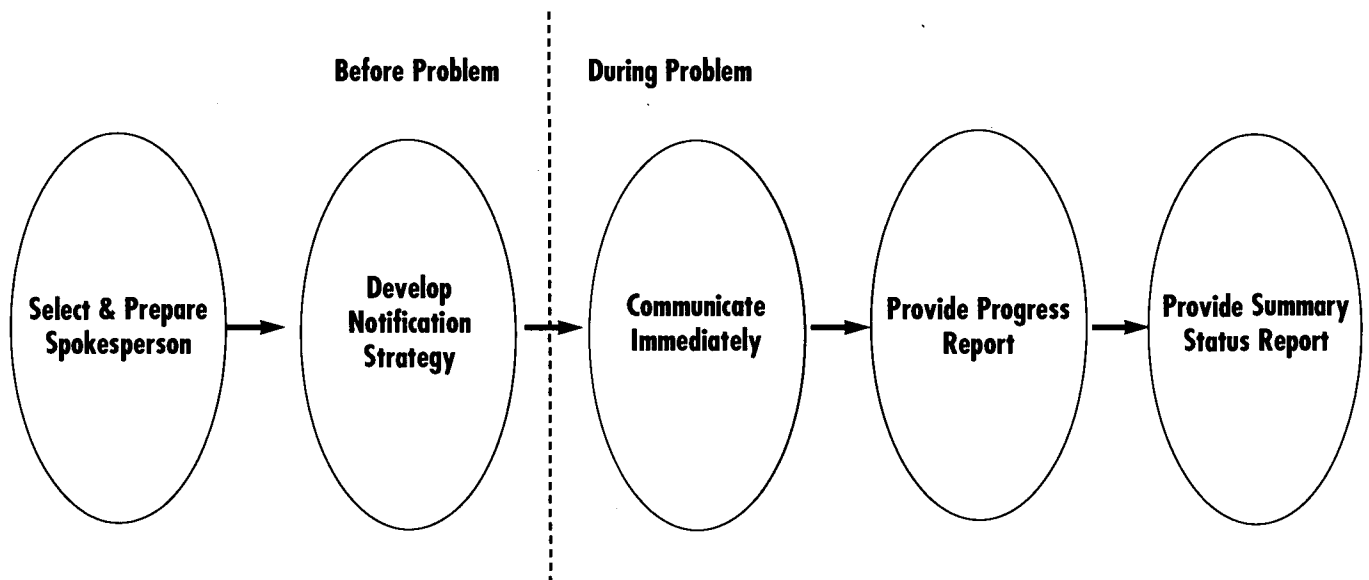 Before Problem
During Problem
Select & Prepare
Spokesperson
Develop
Notification
Strategy
Communicate
Immediately
Provide Progress
Report
Provide Summary
Status Report